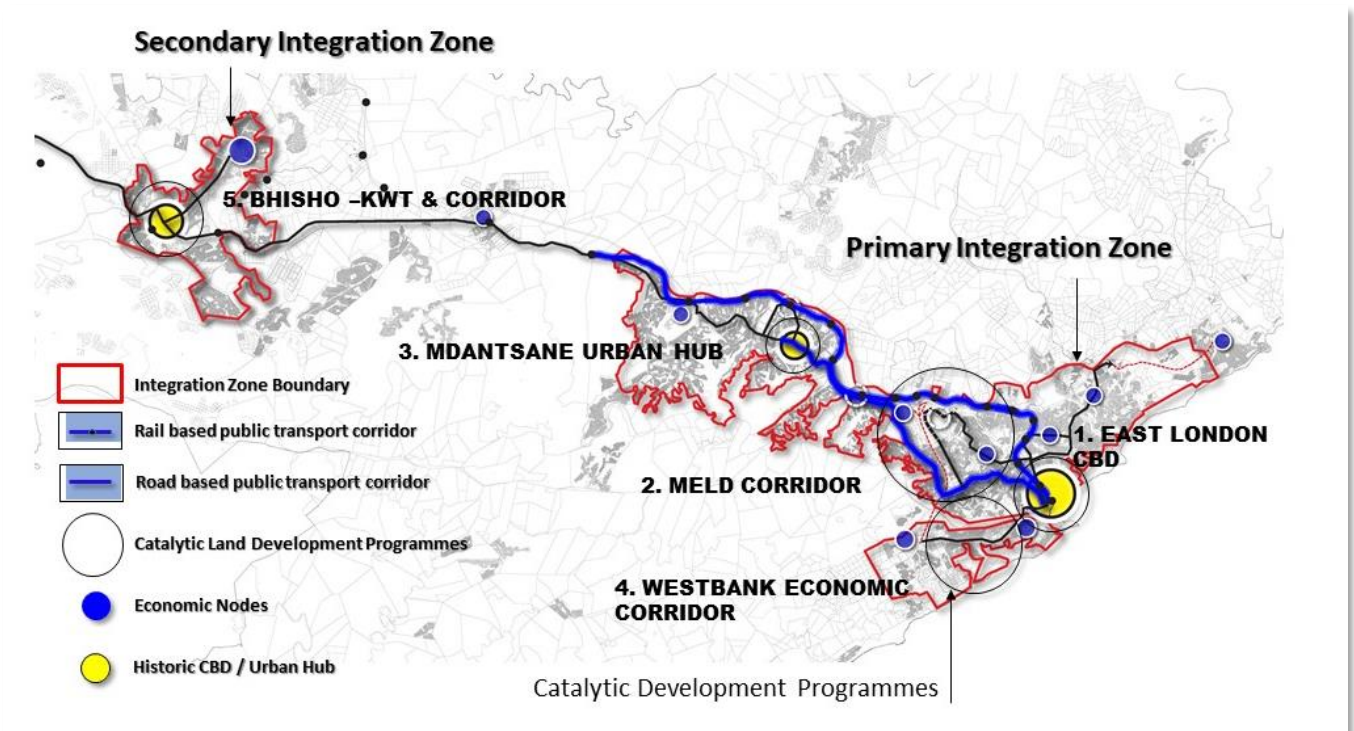 Secondary Integration Zone
5. BHISHO –KWT & CORRIDOR
Primary Integration Zone
3. MDANTSANE URBAN HUB
Integration Zone Boundary
Rail based public transport corridor
1. EAST LONDON
CBD
2. MELD CORRIDOR
Road based public transport corridor
Catalytic Land Development Programmes
4. WESTBANK ECONOMIC
CORRIDOR
Economic Nodes
Historic CBD / Urban Hub
Catalytic Development Programmes